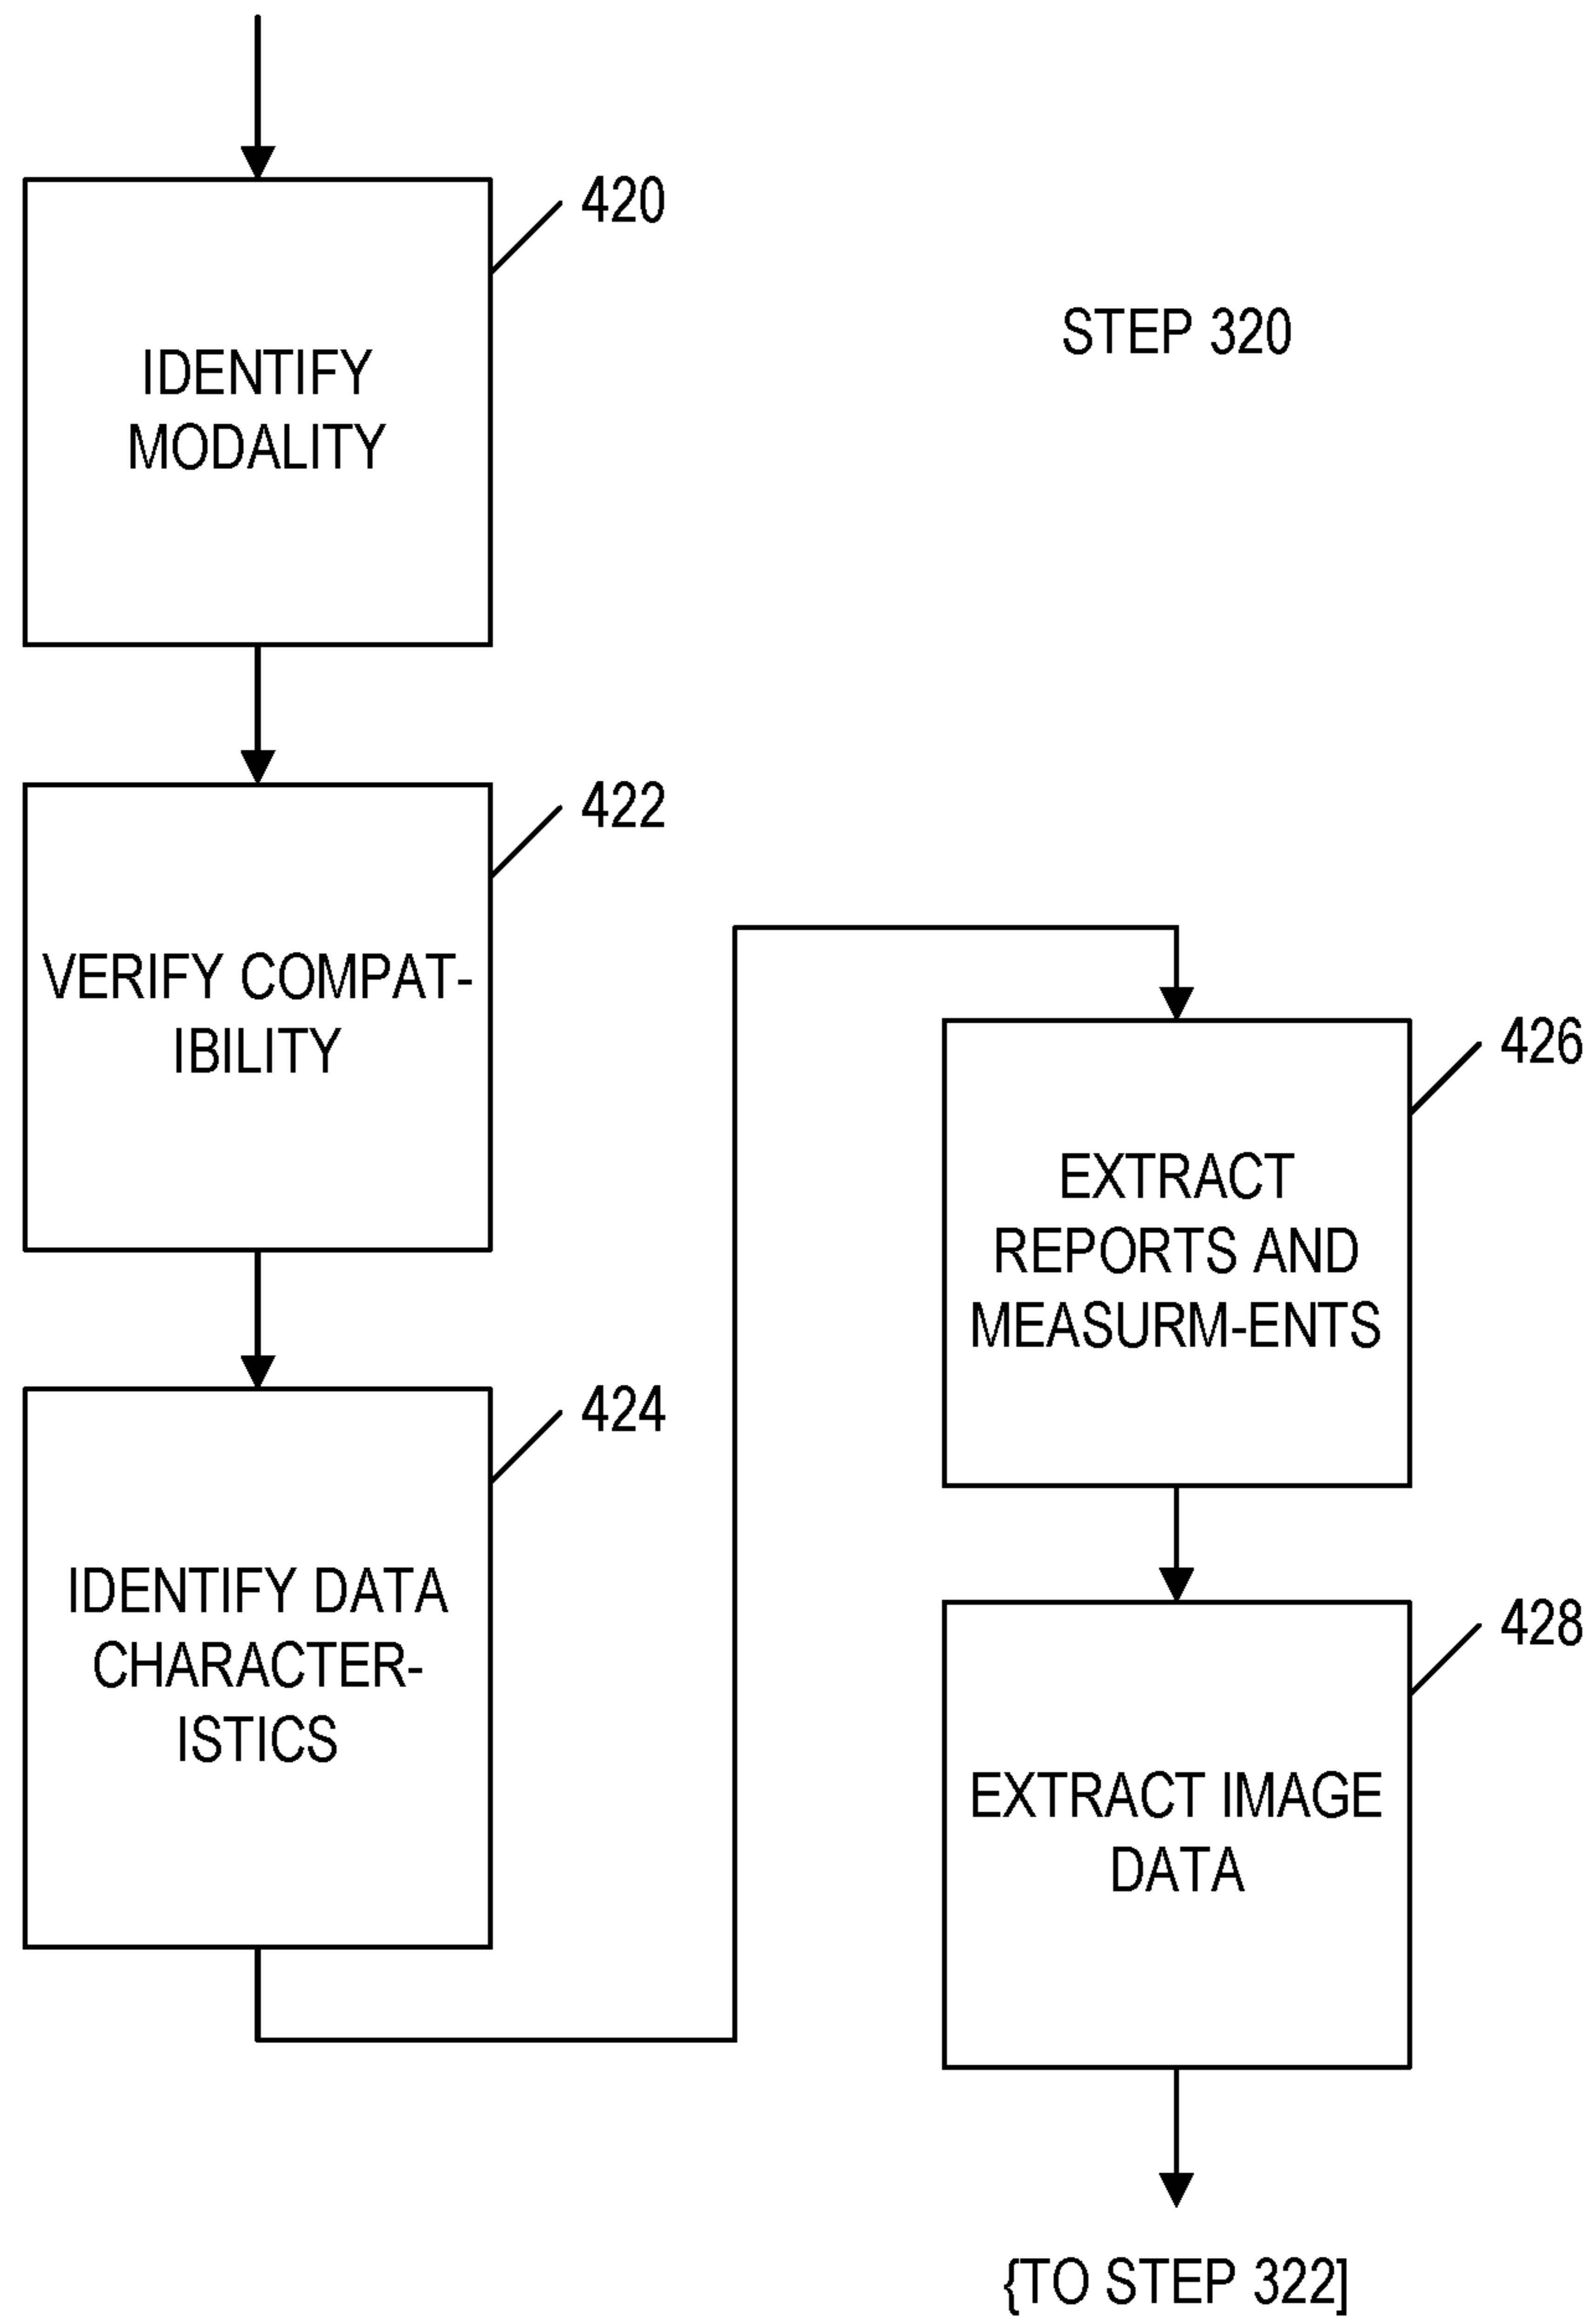 420
STEP 320
IDENTIFY
MODALITY
422
VERIFY COMPAT-
IBILITY
424
IDENTIFY DATA
CHARACTER-
ISTICS
426
EXTRACT
REPORTS AND
MEASURM-ENTS
428
EXTRACT IMAGE
DATA
{TO STEP 322]